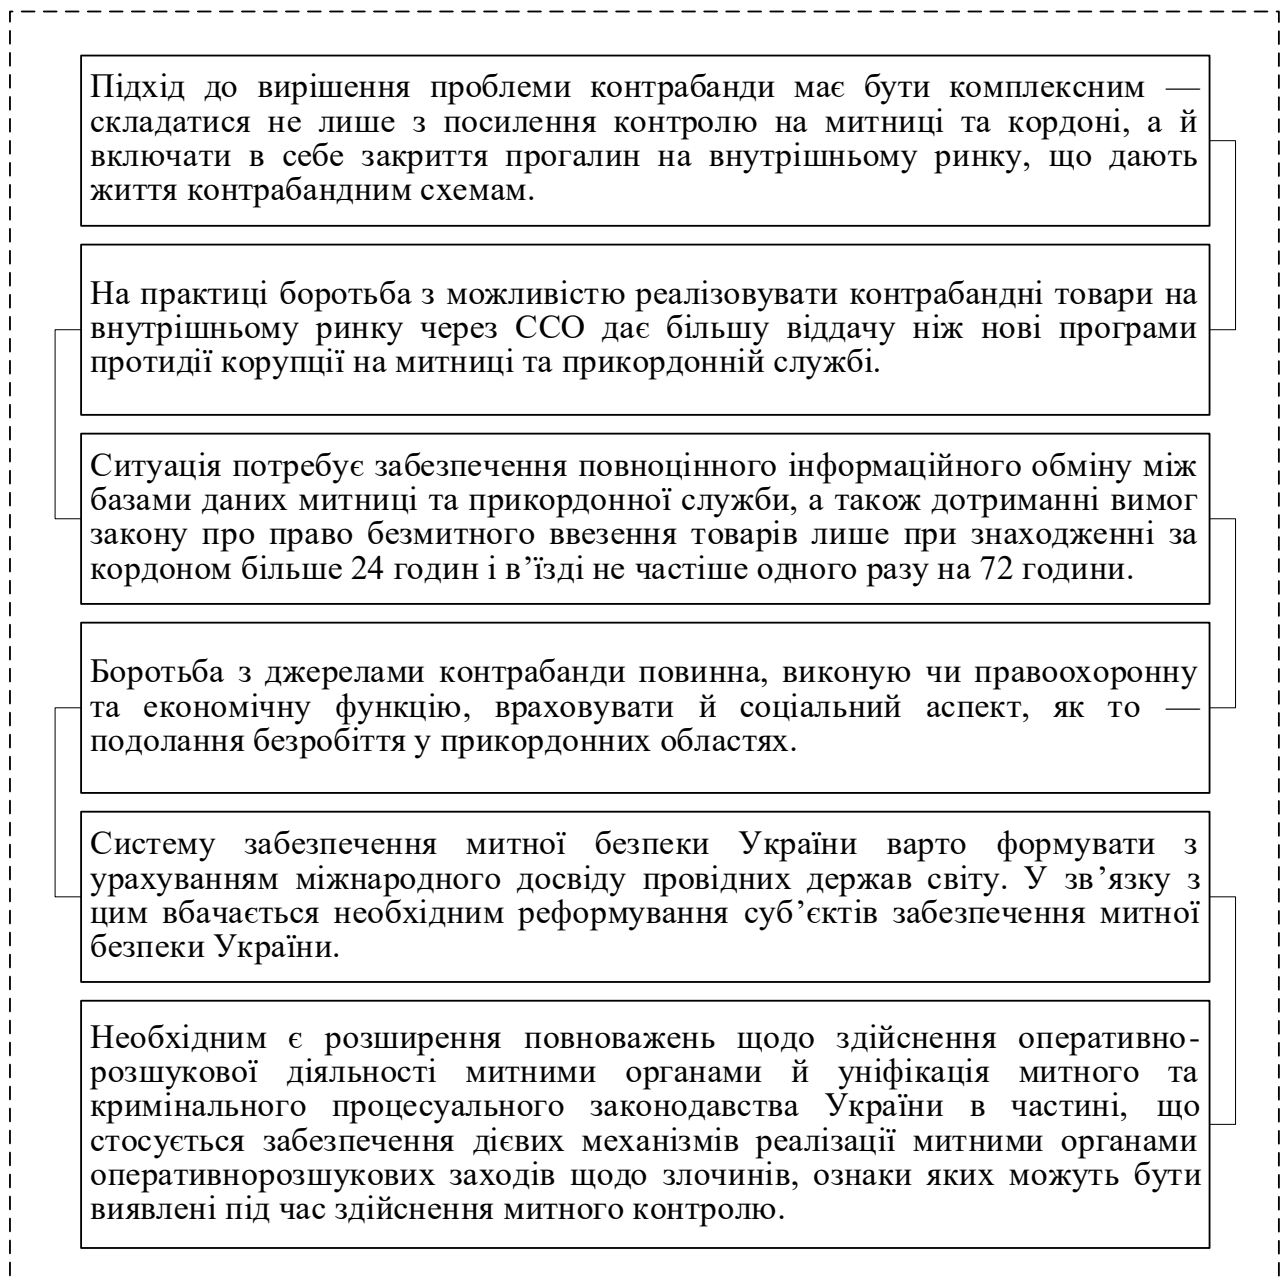 Підхід до вирішення проблеми контрабанди має бути комплексним —
складатися не лише з посилення контролю на митниці та кордоні, а й
включати в себе закриття прогалин на внутрішньому ринку, що дають
життя контрабандним схемам.
На практиці боротьба з можливістю реалізовувати контрабандні товари на
внутрішньому ринку через ССО дає більшу віддачу ніж нові програми
протидії корупції на митниці та прикордонній службі.
Ситуація потребує забезпечення повноцінного інформаційного обміну між
базами даних митниці та прикордонної служби, а також дотриманні вимог
закону про право безмитного ввезення товарів лише при знаходженні за
кордоном більше 24 годин і в’їзді не частіше одного разу на 72 години.
Боротьба з джерелами контрабанди повинна, виконую чи правоохоронну
та економічну функцію, враховувати й соціальний аспект, як то —
подолання безробіття у прикордонних областях.
Систему забезпечення митної безпеки України варто формувати з
урахуванням міжнародного досвіду провідних держав світу. У зв’язку з
цим вбачається необхідним реформування суб’єктів забезпечення митної
безпеки України.
Необхідним є розширення повноважень щодо здійснення оперативно-
розшукової діяльності митними органами й уніфікація митного та
кримінального процесуального законодавства України в частині, що
стосується забезпечення дієвих механізмів реалізації митними органами
оперативнорозшукових заходів щодо злочинів, ознаки яких можуть бути
виявлені під час здійснення митного контролю.